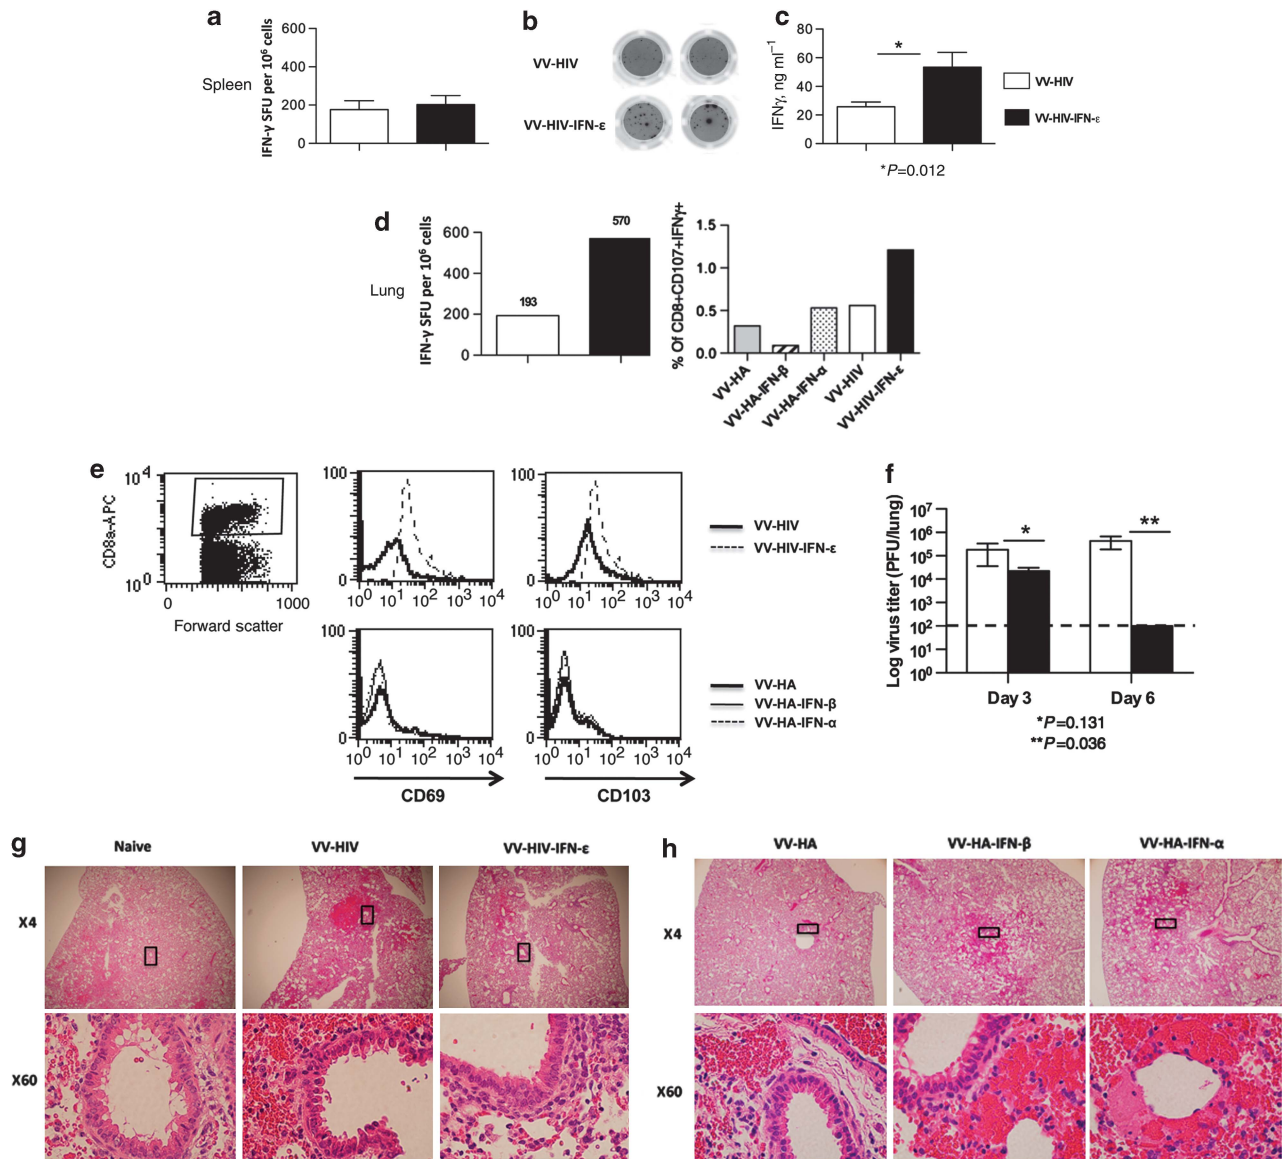 a
Spleen
IFN-γ SFU per 10⁶ cells
600
400
200
0
b
VV-HIV
VV-HIV-IFN-ε
c
IFNγ, ng ml⁻¹
80
60
40
20
0
*
*P=0.012
VV-HIV
VV-HIV-IFN-ε
d
Lung
IFN-γ SFU per 10⁶ cells
600
400
200
0
193
570
% Of CD8+CD107+IFNγ+
1.5
1.0
0.5
0.0
VV-HA
VV-HA-IFN-β
VV-HA-IFN-α
VV-HIV
VV-HIV-IFN-ε
e
CD8a-APC
10⁴
10⁰
0 1000
Forward scatter
100
0
10⁰ 10¹ 10² 10³ 10⁴
100
0
10⁰ 10¹ 10² 10³ 10⁴
VV-HIV
VV-HIV-IFN-ε
100
0
10⁰ 10¹ 10² 10³ 10⁴
CD69
100
0
10⁰ 10¹ 10² 10³ 10⁴
CD103
VV-HA
VV-HA-IFN-β
VV-HA-IFN-α
f
Log virus titer (PFU/lung)
10⁷
10⁶
10⁵
10⁴
10³
10²
10¹
10⁰
*
**
Day 3 Day 6
*P=0.131
**P=0.036
g
Naive VV-HIV VV-HIV-IFN-ε
X4
X60
h
VV-HA VV-HA-IFN-β VV-HA-IFN-α
X4
X60